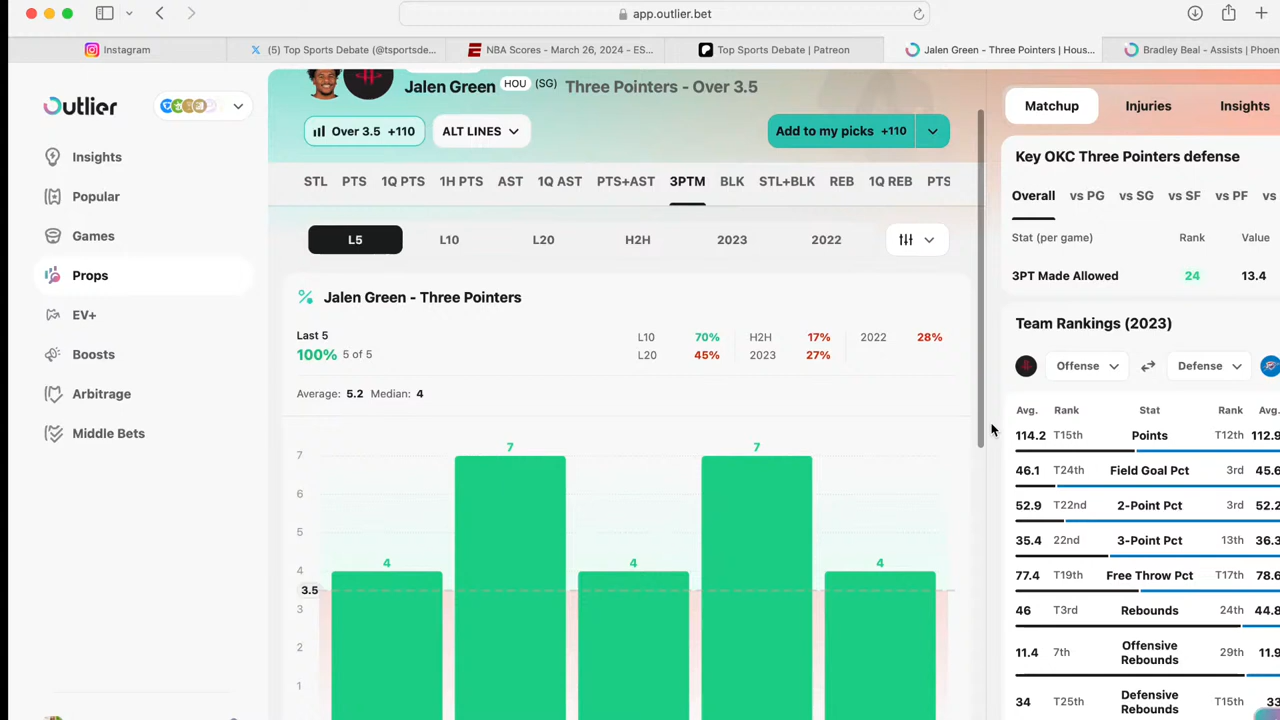 app.outlier.bet
Instagram
(5) Top Sports Debate (@tsportsde...
NBA Scores - March 26, 2024 - ES...
Top Sports Debate | Patreon
Jalen Green - Three Pointers | Hous...
Bradley Beal - Assists | Phoen
Outlier
Insights
Popular
Games
Props
EV+
Boosts
Arbitrage
Middle Bets
Jalen Green HOU (SG) Three Pointers - Over 3.5
Over 3.5 +110
ALT LINES
Add to my picks +110
STL PTS 1Q PTS 1H PTS AST 1Q AST PTS+AST 3PTM BLK STL+BLK REB 1Q REB PTS
L5 L10 L20 H2H 2023 2022
Jalen Green - Three Pointers
Last 5
100% 5 of 5
L10 70% H2H 17% 2022 28%
L20 45% 2023 27%
Average: 5.2 Median: 4
7
6
5
4
3.5
3
2
1
4 7 4 7 4
Matchup Injuries Insights
Key OKC Three Pointers defense
Overall vs PG vs SG vs SF vs PF vs
Stat (per game) Rank Value
3PT Made Allowed 24 13.4
Team Rankings (2023)
Offense Defense
Avg. Rank Stat Rank Avg.
114.2 T15th Points T12th 112.9
46.1 T24th Field Goal Pct 3rd 45.6
52.9 T22nd 2-Point Pct 3rd 52.2
35.4 22nd 3-Point Pct 13th 36.3
77.4 T19th Free Throw Pct T17th 78.6
46 T3rd Rebounds 24th 44.8
11.4 7th Offensive Rebounds 29th 11.9
34 T25th Defensive Rebounds T15th 33